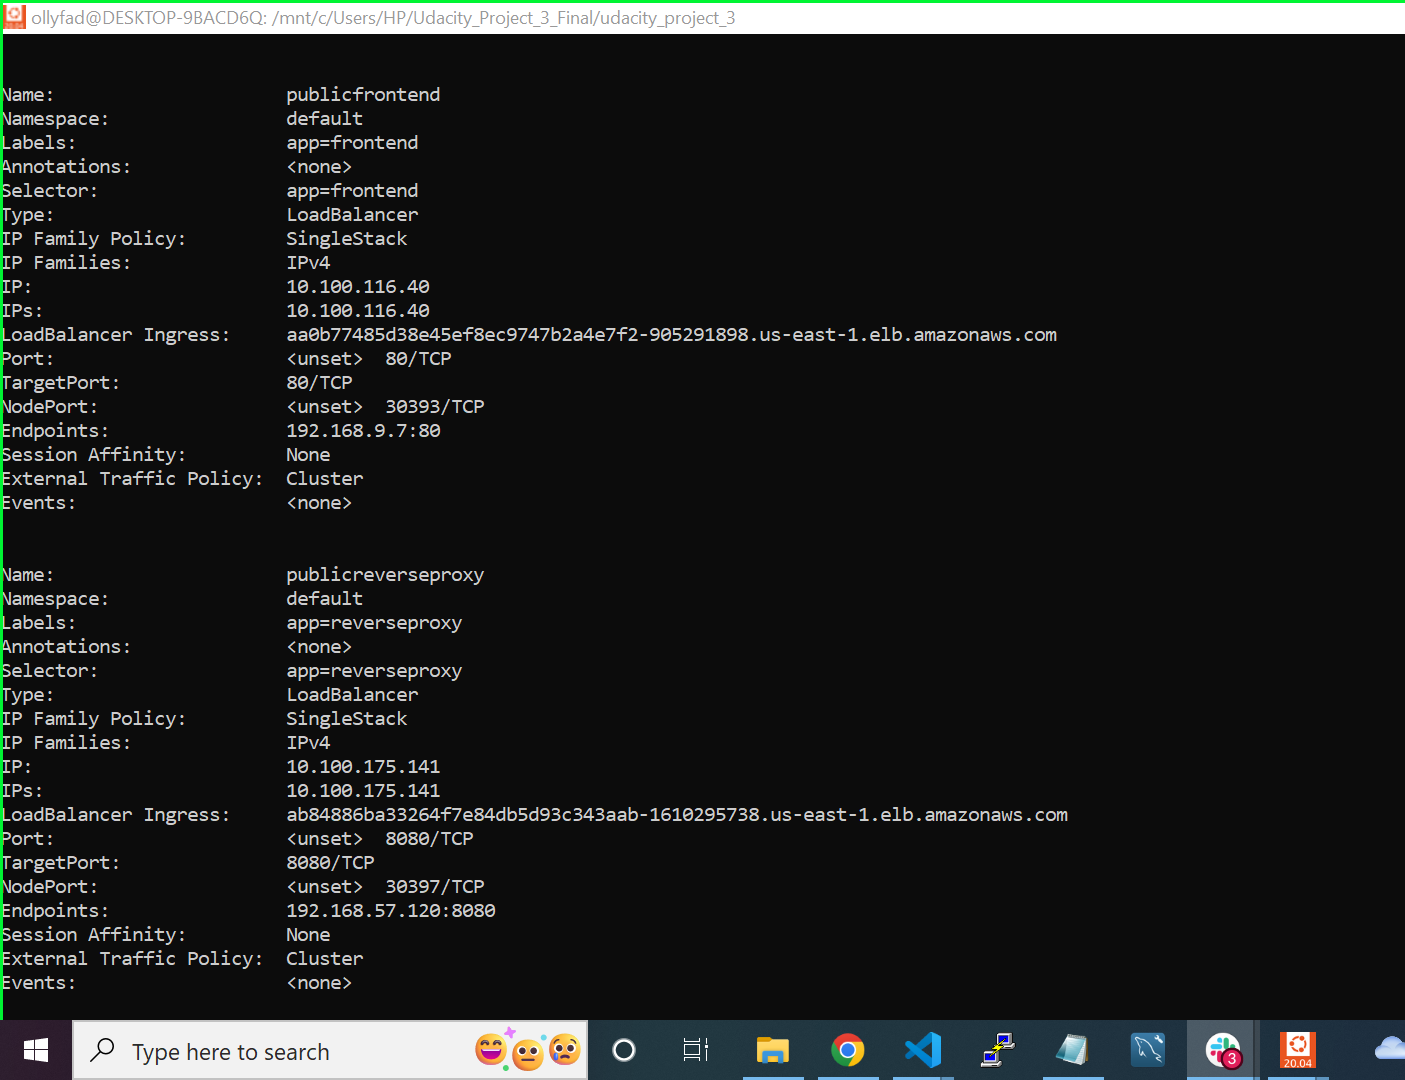 ollyfad@DESKTOP-9BACD6Q: /mnt/c/Users/HP/Udacity_Project_3_Final/udacity_project_3
Name: publicfrontend
Namespace: default
Labels: app=frontend
Annotations: <none>
Selector: app=frontend
Type: LoadBalancer
IP Family Policy: SingleStack
IP Families: IPv4
IP: 10.100.116.40
IPs: 10.100.116.40
LoadBalancer Ingress: aa0b77485d38e45ef8ec9747b2a4e7f2-905291898.us-east-1.elb.amazonaws.com
Port: <unset> 80/TCP
TargetPort: 80/TCP
NodePort: <unset> 30393/TCP
Endpoints: 192.168.9.7:80
Session Affinity: None
External Traffic Policy: Cluster
Events: <none>
Name: publicreverseproxy
Namespace: default
Labels: app=reverseproxy
Annotations: <none>
Selector: app=reverseproxy
Type: LoadBalancer
IP Family Policy: SingleStack
IP Families: IPv4
IP: 10.100.175.141
IPs: 10.100.175.141
LoadBalancer Ingress: ab84886ba33264f7e84db5d93c343aab-1610295738.us-east-1.elb.amazonaws.com
Port: <unset> 8080/TCP
TargetPort: 8080/TCP
NodePort: <unset> 30397/TCP
Endpoints: 192.168.57.120:8080
Session Affinity: None
External Traffic Policy: Cluster
Events: <none>
Type here to search
3
20.04